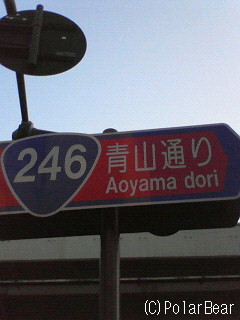 246
青山通り
Aoyama dori
(C)PolarBear